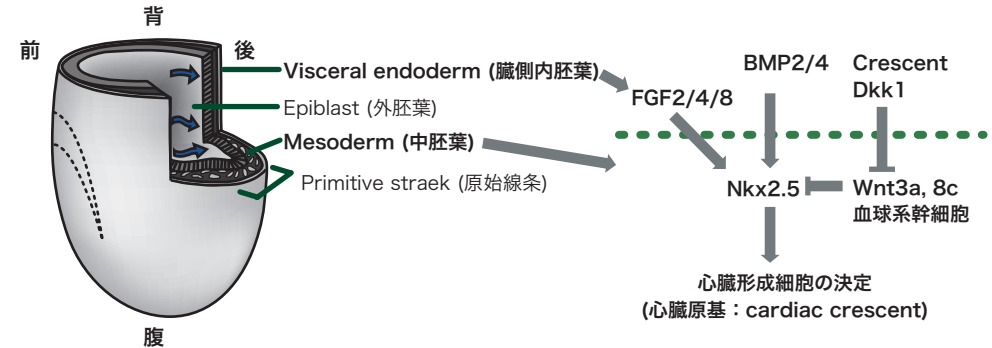 背
前
後
Visceral endoderm (臓側内胚葉)
Epiblast (外胚葉)
Mesoderm (中胚葉)
Primitive straek (原始線条)
腹
FGF2/4/8
BMP2/4
Crescent
Dkk1
Nkx2.5
Wnt3a, 8c
血球系幹細胞
心臓形成細胞の決定
(心臓原基：cardiac crescent)